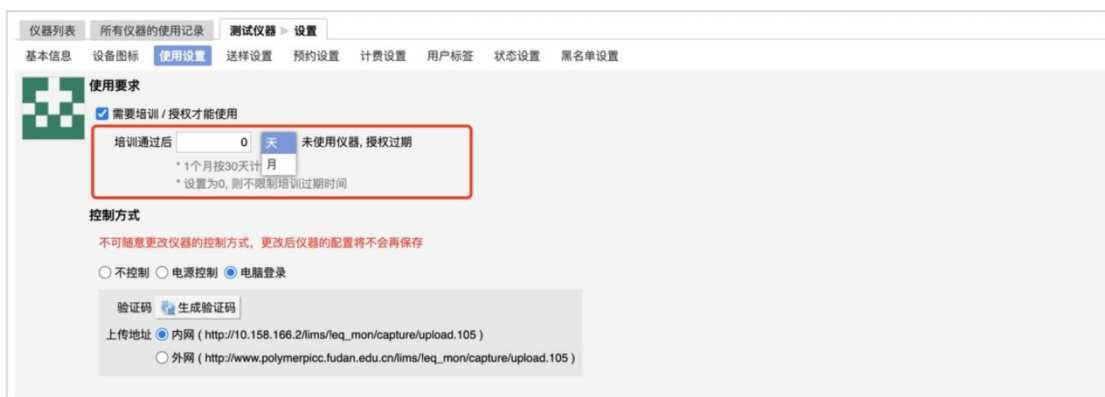 仪器列表 所有仪器的使用记录 测试仪器 ▶ 设置
基本信息 设备图标 使用设置 送样设置 预约设置 计费设置 用户标签 状态设置 黑名单设置
使用要求
需要培训 / 授权才能使用
培训通过后 0 天 未使用仪器, 授权过期
月
* 1个月按30天计
* 设置为0, 则不限制培训过期时间
控制方式
不可随意更改仪器的控制方式，更改后仪器的配置将不会再保存
不控制 电源控制 电脑登录
验证码 生成验证码
上传地址 内网 ( http://10.158.166.2/lims/!eq_mon/capture/upload.105 )
外网 ( http://www.polymerpicc.fudan.edu.cn/lims/!eq_mon/capture/upload.105 )